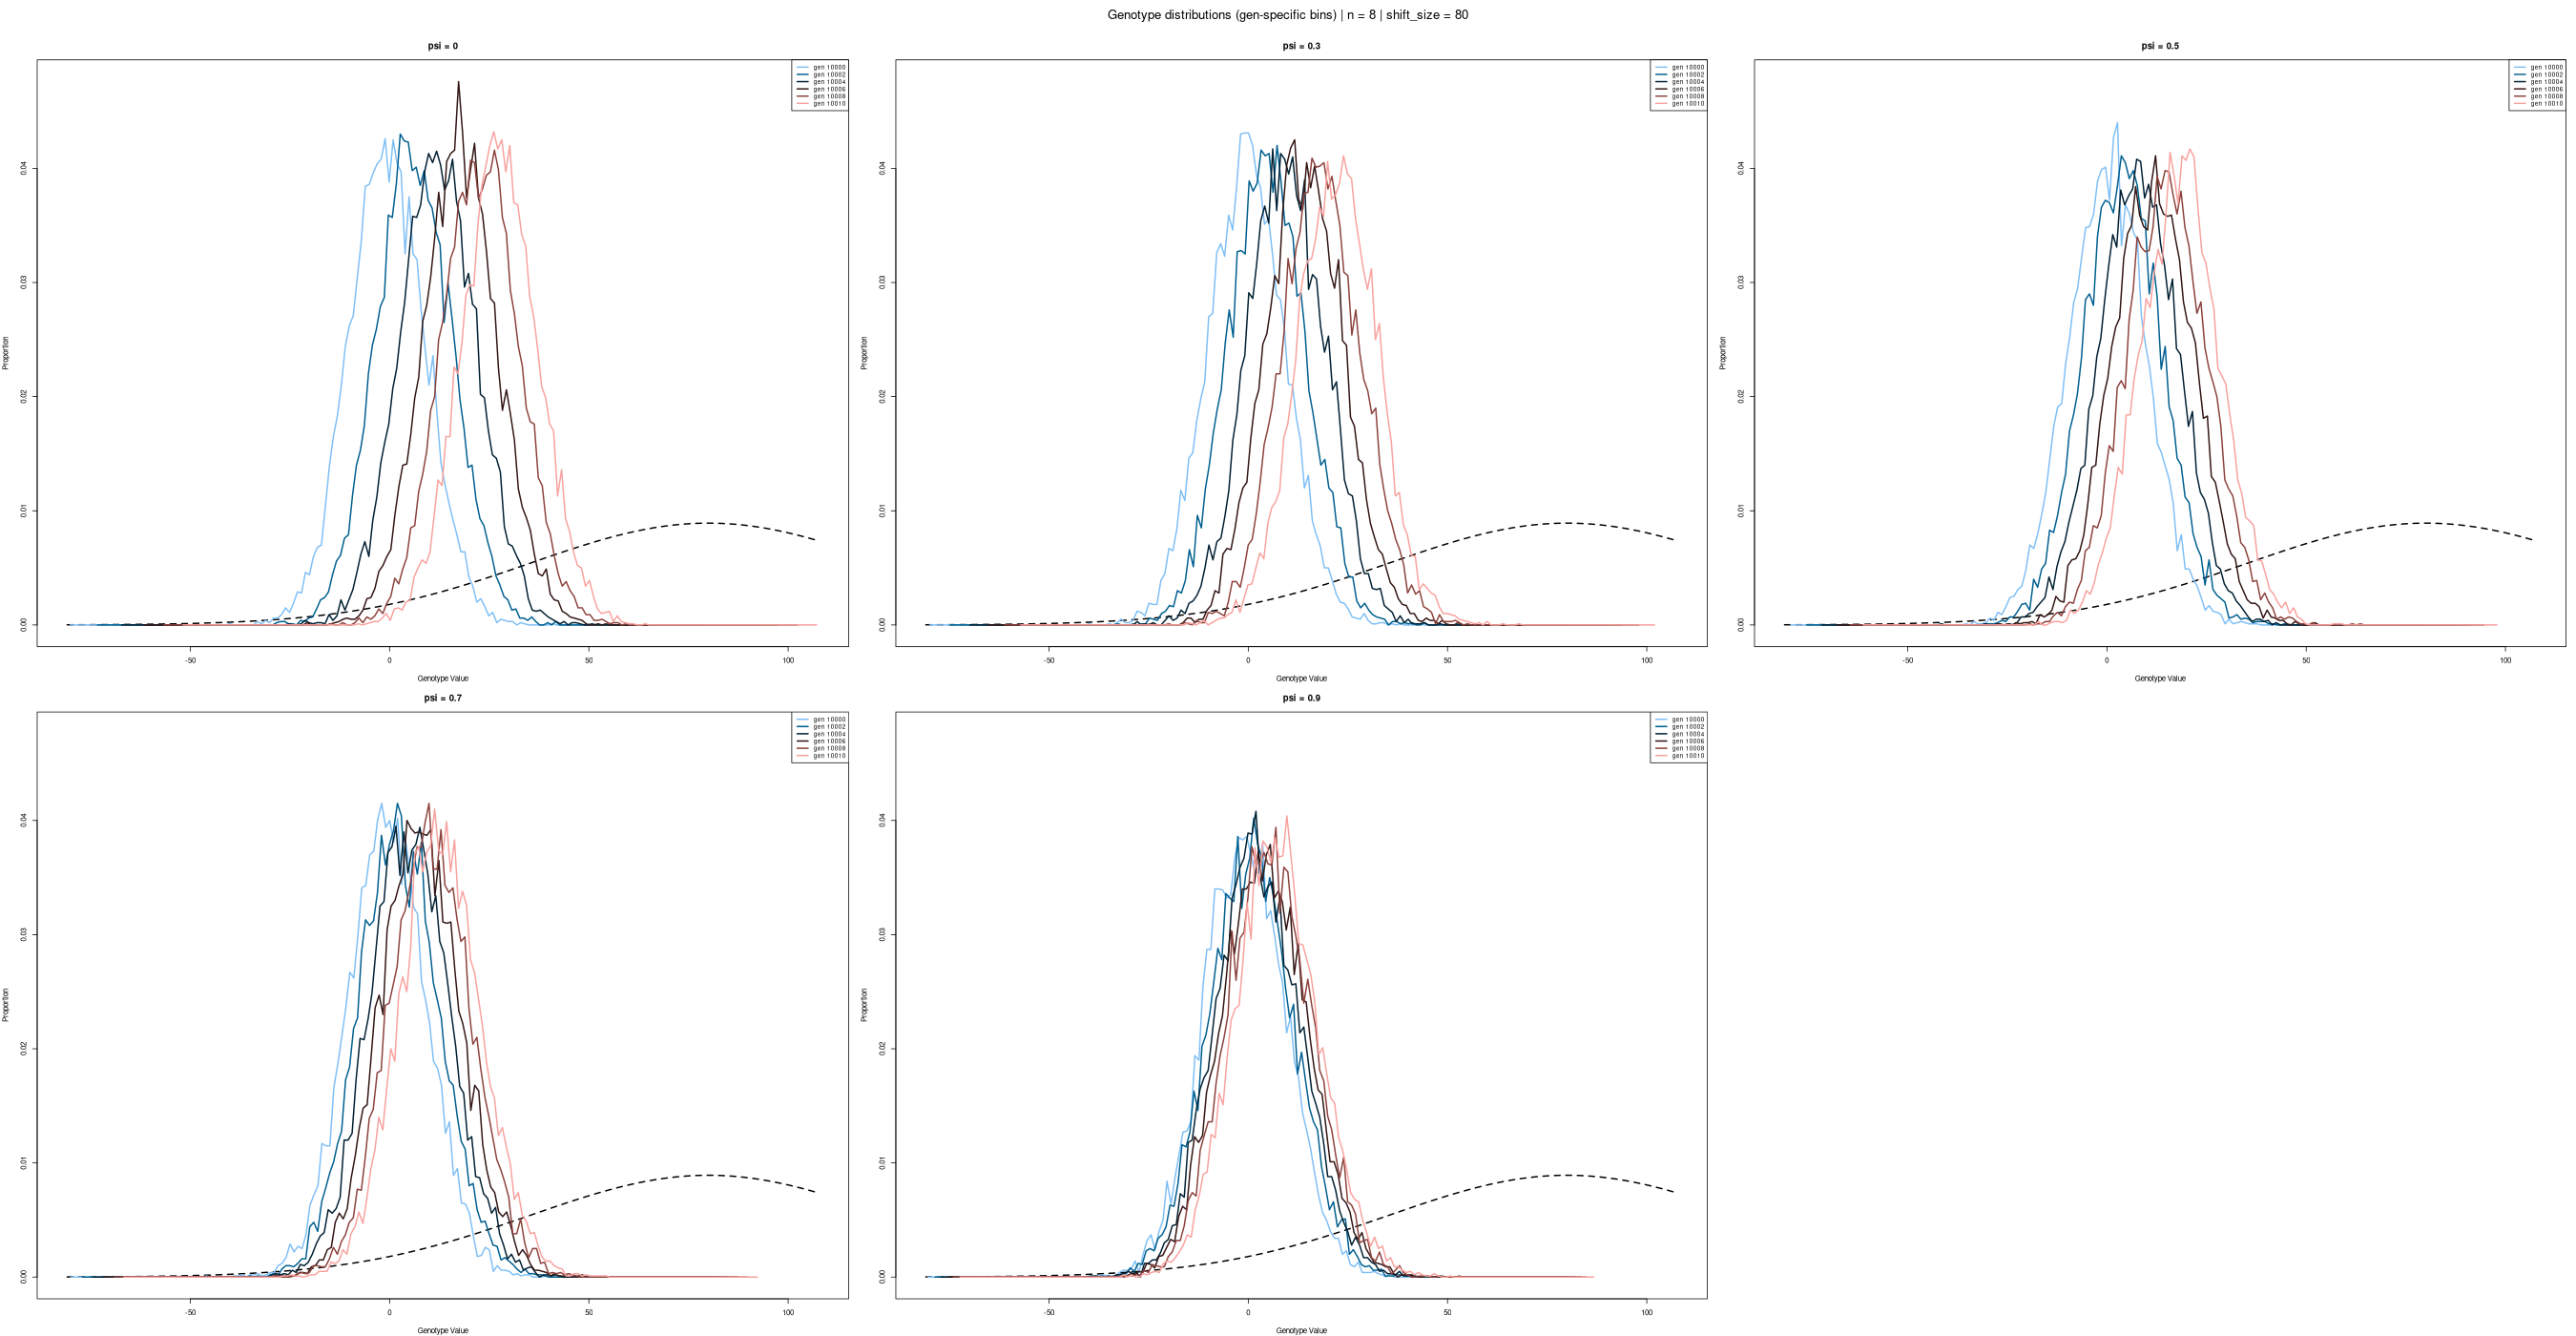 Genotype distributions (gen-specific bins) | n = 8 | shift_size = 80
psi = 0
gen 10000
gen 10002
gen 10004
gen 10006
gen 10008
gen 10010
Proportion
0.04
0.03
0.02
0.01
0.00
-50 0 50 100
Genotype Value
psi = 0.3
gen 10000
gen 10002
gen 10004
gen 10006
gen 10008
gen 10010
Proportion
0.04
0.03
0.02
0.01
0.00
-50 0 50 100
Genotype Value
psi = 0.5
gen 10000
gen 10002
gen 10004
gen 10006
gen 10008
gen 10010
Proportion
0.04
0.03
0.02
0.01
0.00
-50 0 50 100
Genotype Value
psi = 0.7
gen 10000
gen 10002
gen 10004
gen 10006
gen 10008
gen 10010
Proportion
0.04
0.03
0.02
0.01
0.00
-50 0 50 100
Genotype Value
psi = 0.9
gen 10000
gen 10002
gen 10004
gen 10006
gen 10008
gen 10010
Proportion
0.04
0.03
0.02
0.01
0.00
-50 0 50 100
Genotype Value